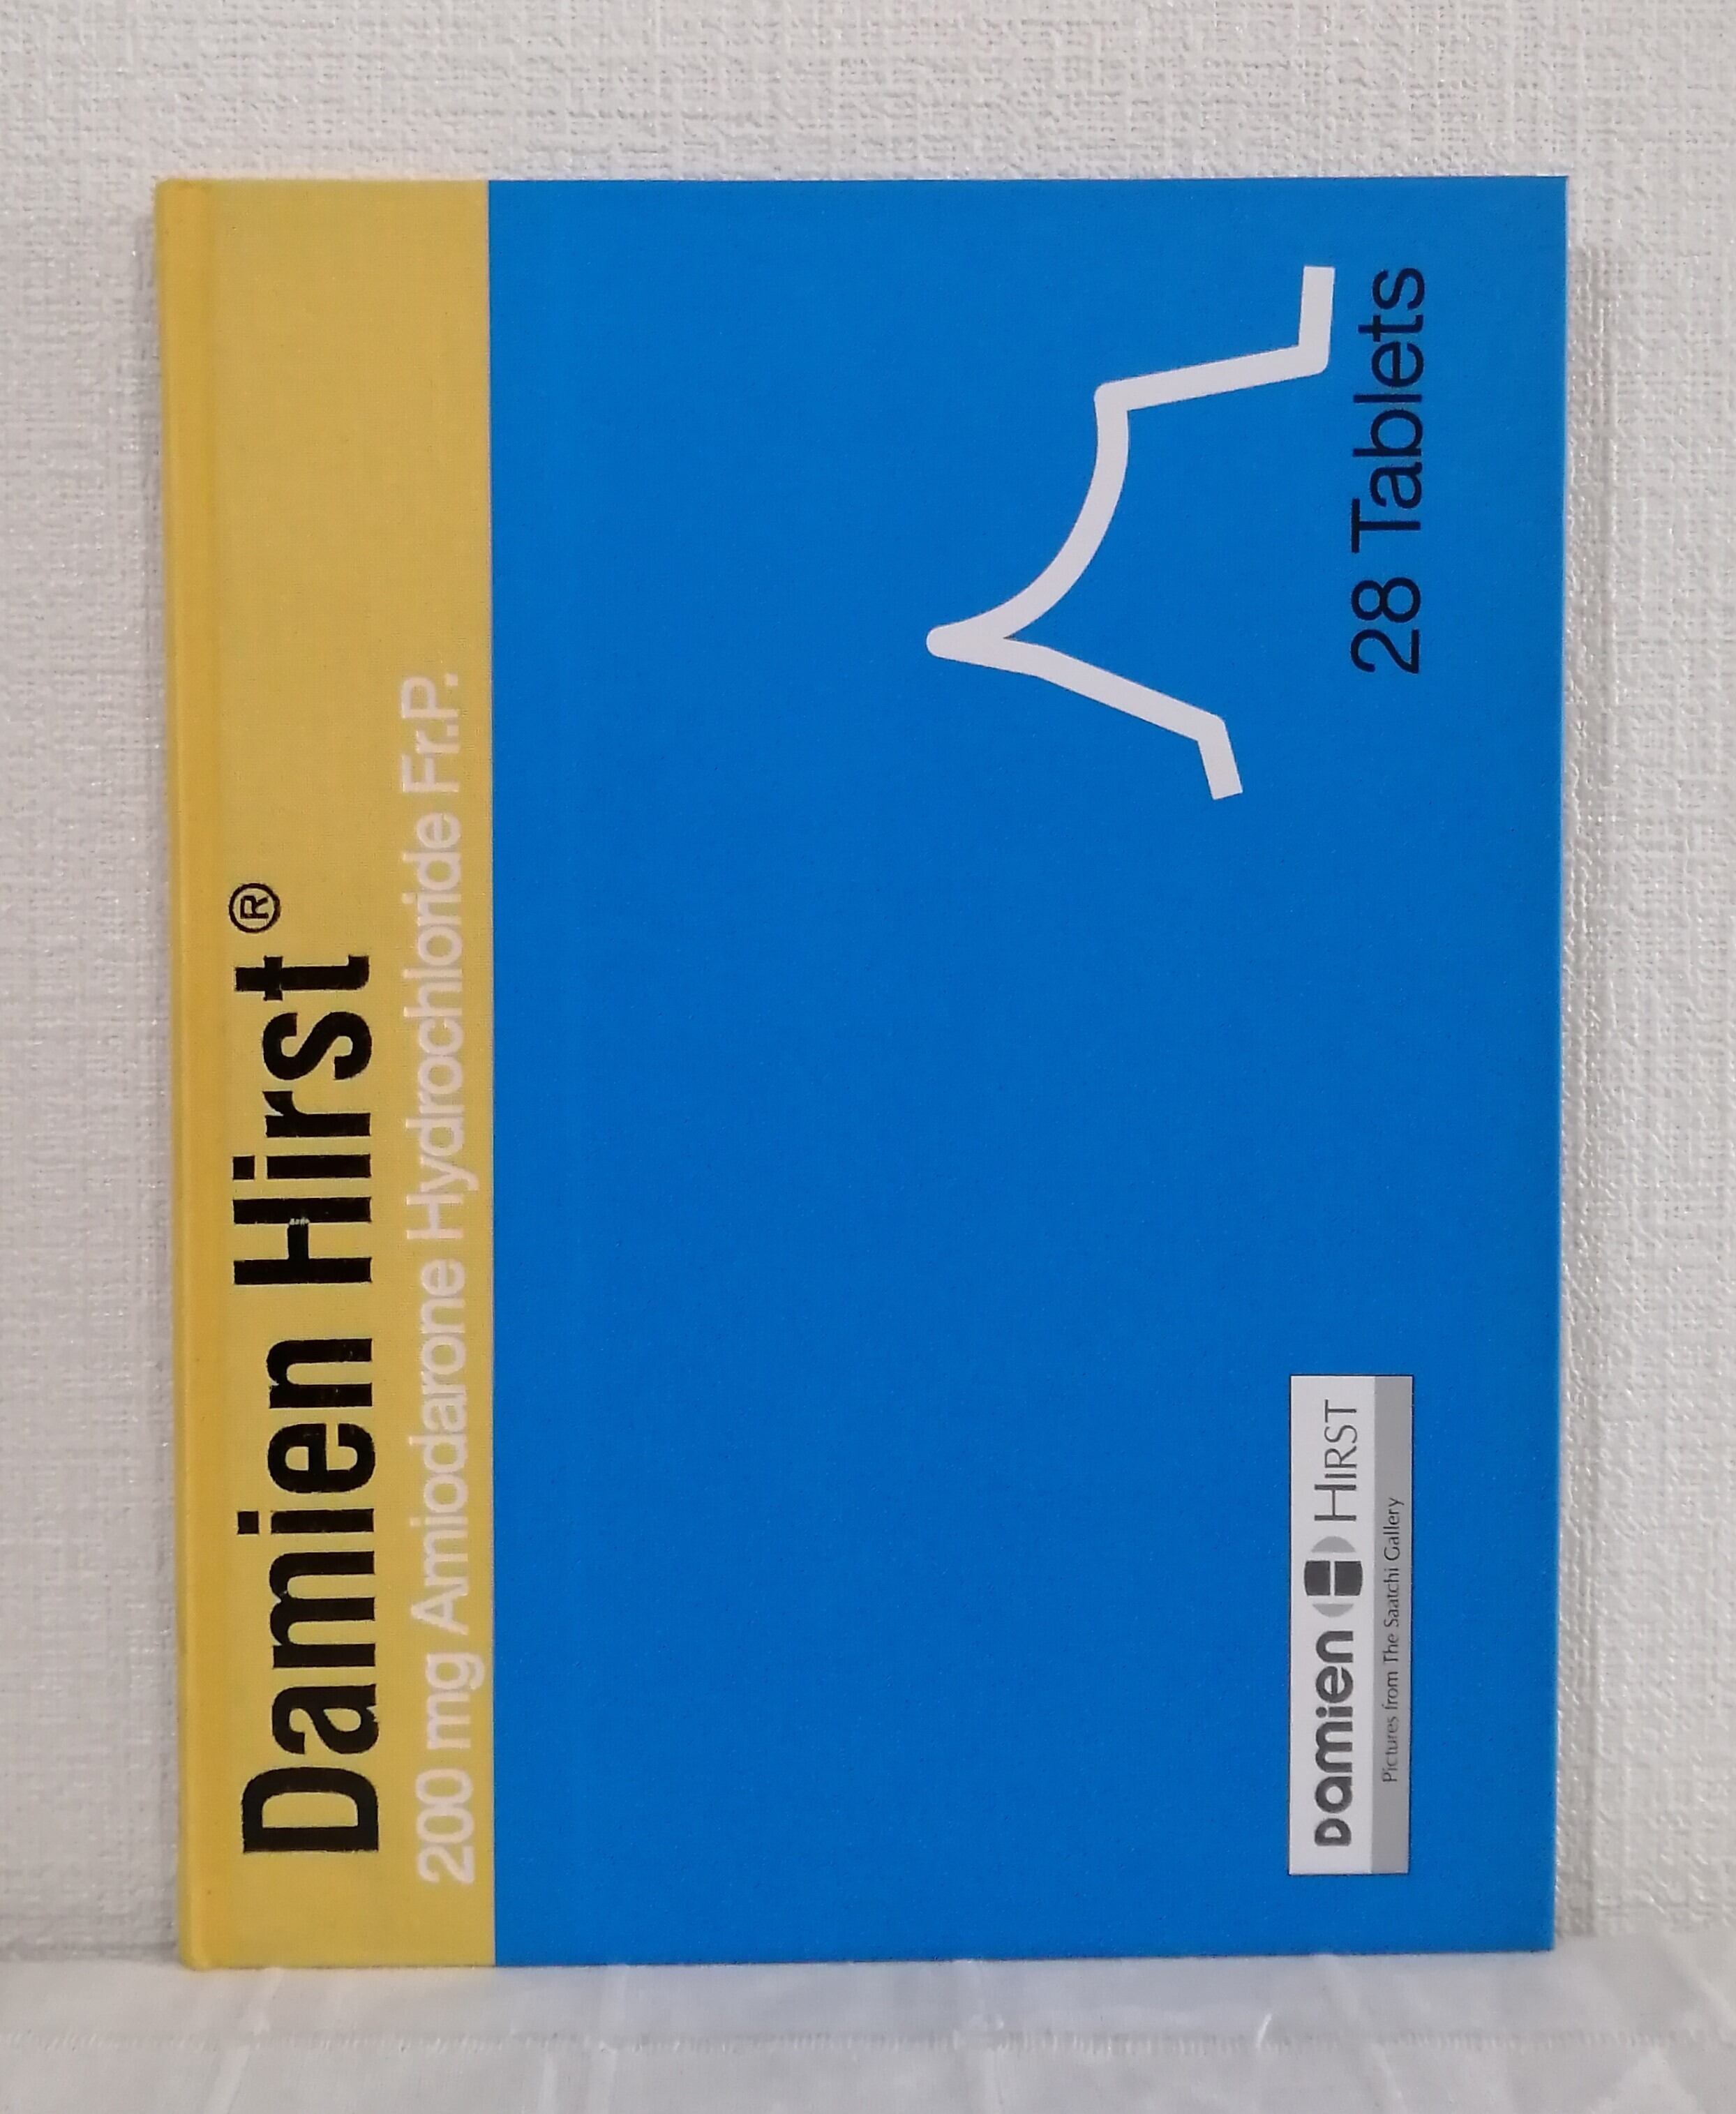 Damien Hirst®
200 mg Amiodarone Hydrochloride Fr.P.
28 Tablets
Damien HIRST
Pictures from The Saatchi Gallery